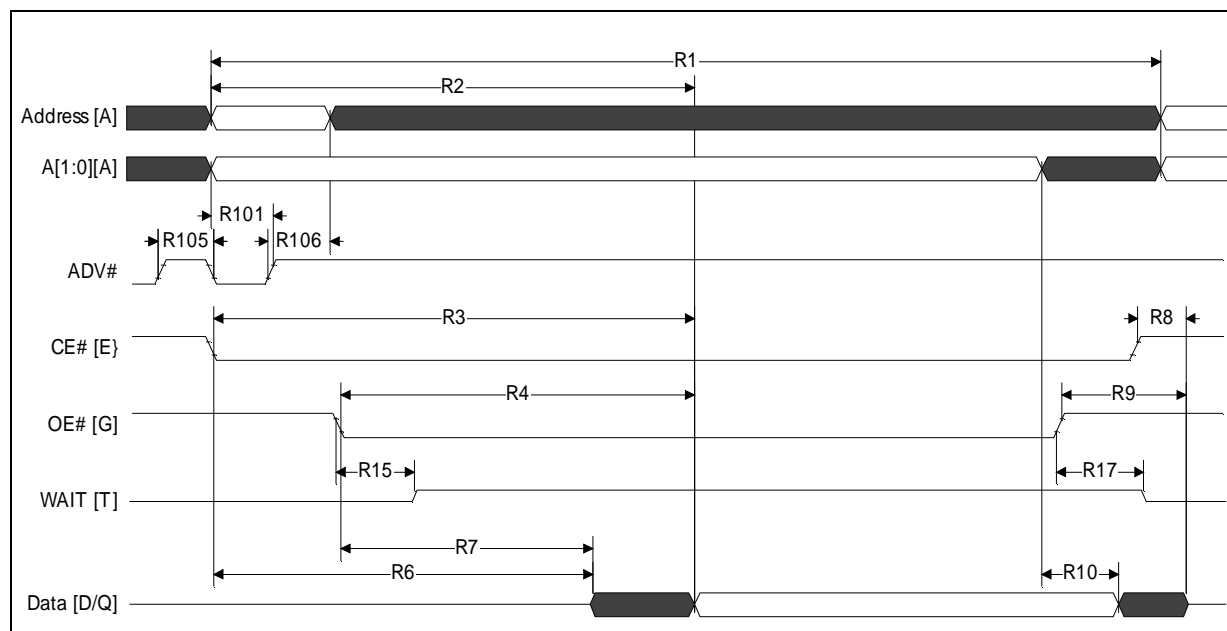 R1
R2
Address [A]
A[1:0][A]
R101
R105
R106
ADV#
R3
R8
CE# [E}
R4
R9
OE# [G]
R15
R17
WAIT [T]
R7
R6
R10
Data [D/Q]